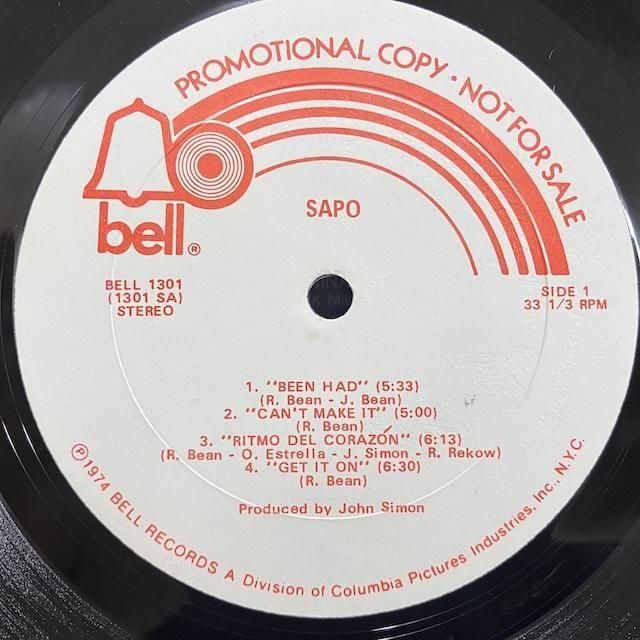 PROMOTIONAL COPY • NOT FOR SALE
bell®
SAPO
BELL 1301
(1301 SA)
STEREO
SIDE 1
33 1/3 RPM
1. "BEEN HAD" (5:33)
(R. Bean - J. Bean)
2. "CAN'T MAKE IT" (5:00)
(R. Bean)
3. "RITMO DEL CORAZÓN" (6:13)
(R. Bean - O. Estrella - J. Simon - R. Rekow)
4. "GET IT ON" (6:30)
(R. Bean)
Produced by John Simon
℗1974 BELL RECORDS A Division of Columbia Pictures Industries, Inc., N.Y.C.